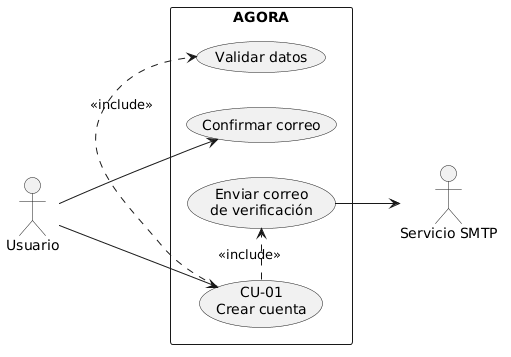 AGORA
Validar datos
«include»
Confirmar correo
Enviar correo
de verificación
Usuario
Servicio SMTP
«include»
CU-01
Crear cuenta